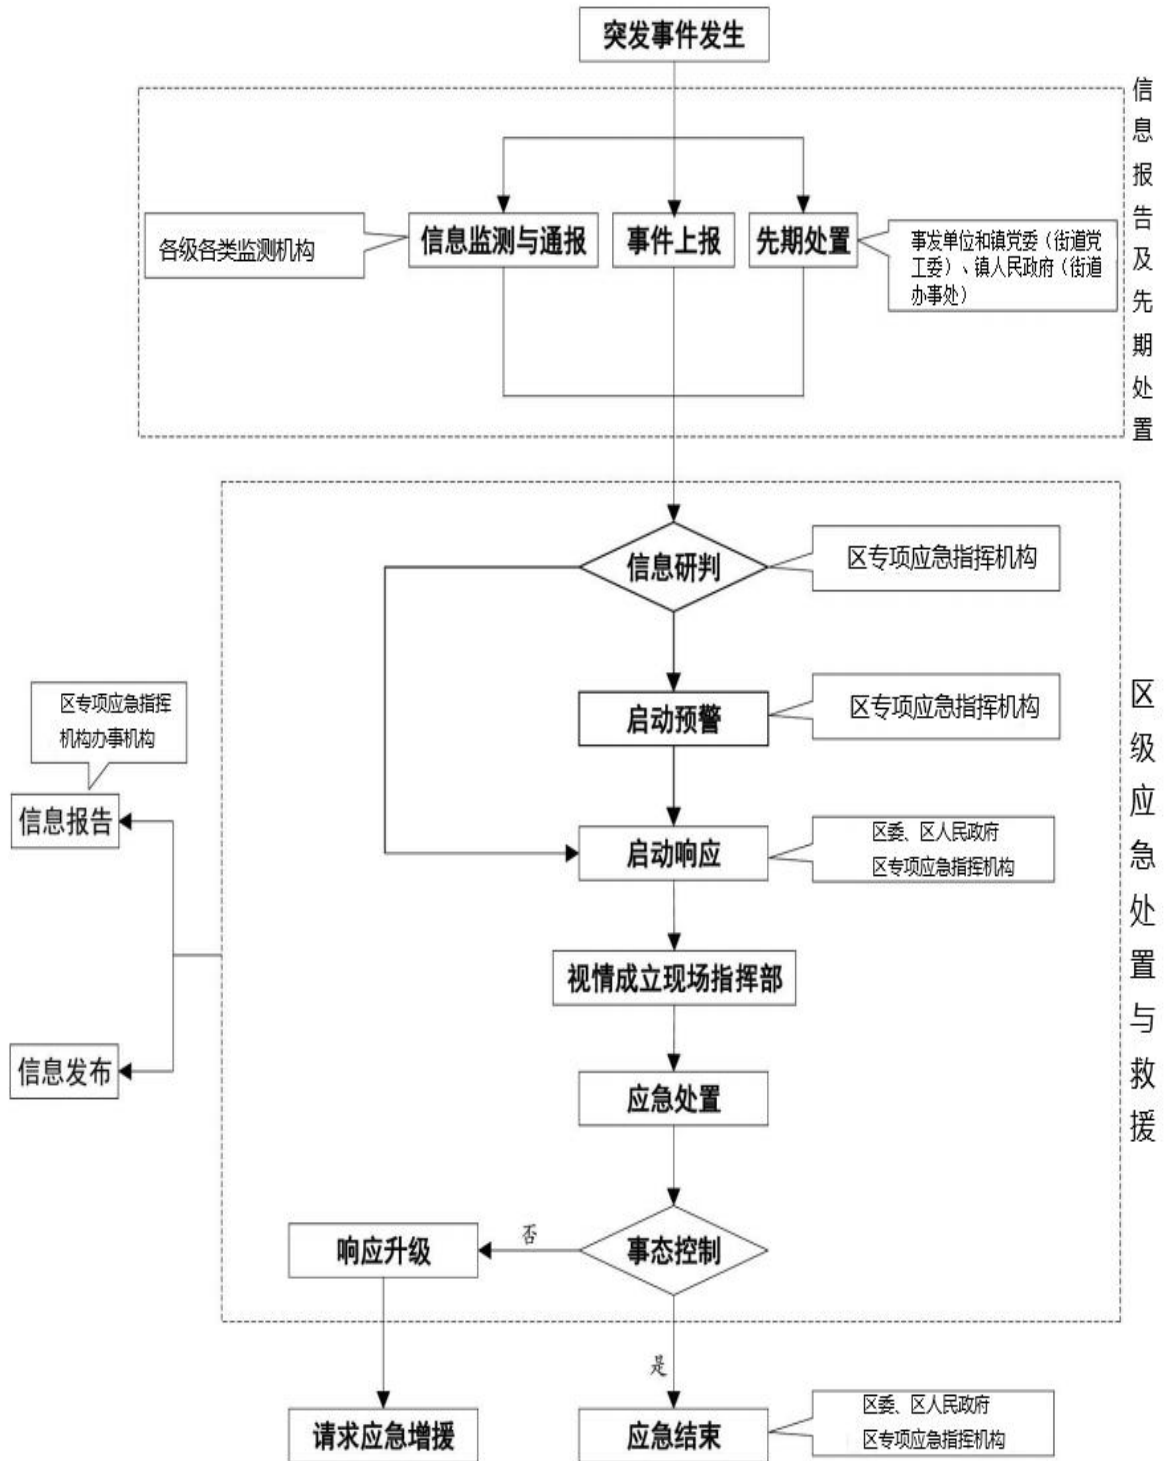 突发事件发生
信息报告及先期处置
信息监测与通报
事件上报
先期处置
各级各类监测机构
事发单位和镇党委（街道党
工委）、镇人民政府（街道
办事处）
信息研判
区专项应急指挥机构
启动预警
区专项应急指挥机构
区级应急处置与救援
区专项应急指挥
机构办事机构
信息报告
启动响应
区委、区人民政府
区专项应急指挥机构
视情成立现场指挥部
信息发布
应急处置
响应升级
否
事态控制
是
请求应急增援
应急结束
区委、区人民政府
区专项应急指挥机构